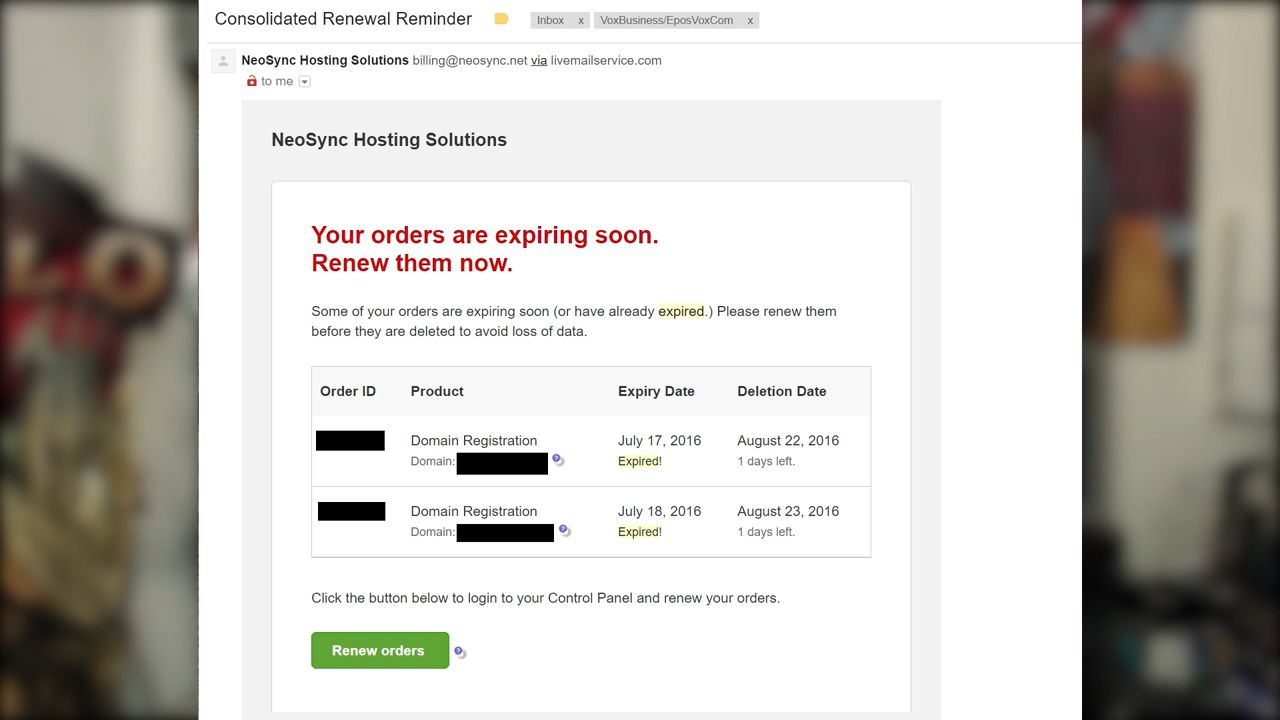 Consolidated Renewal Reminder
Inbox x
VoxBusiness/EposVoxCom x
NeoSync Hosting Solutions billing@neosync.net via livemailservice.com
to me
NeoSync Hosting Solutions
Your orders are expiring soon.
Renew them now.
Some of your orders are expiring soon (or have already expired.) Please renew them
before they are deleted to avoid loss of data.
Order ID Product Expiry Date Deletion Date
Domain Registration July 17, 2016 August 22, 2016
Domain: Expired! 1 days left.
Domain Registration July 18, 2016 August 23, 2016
Domain: Expired! 1 days left.
Click the button below to login to your Control Panel and renew your orders.
Renew orders